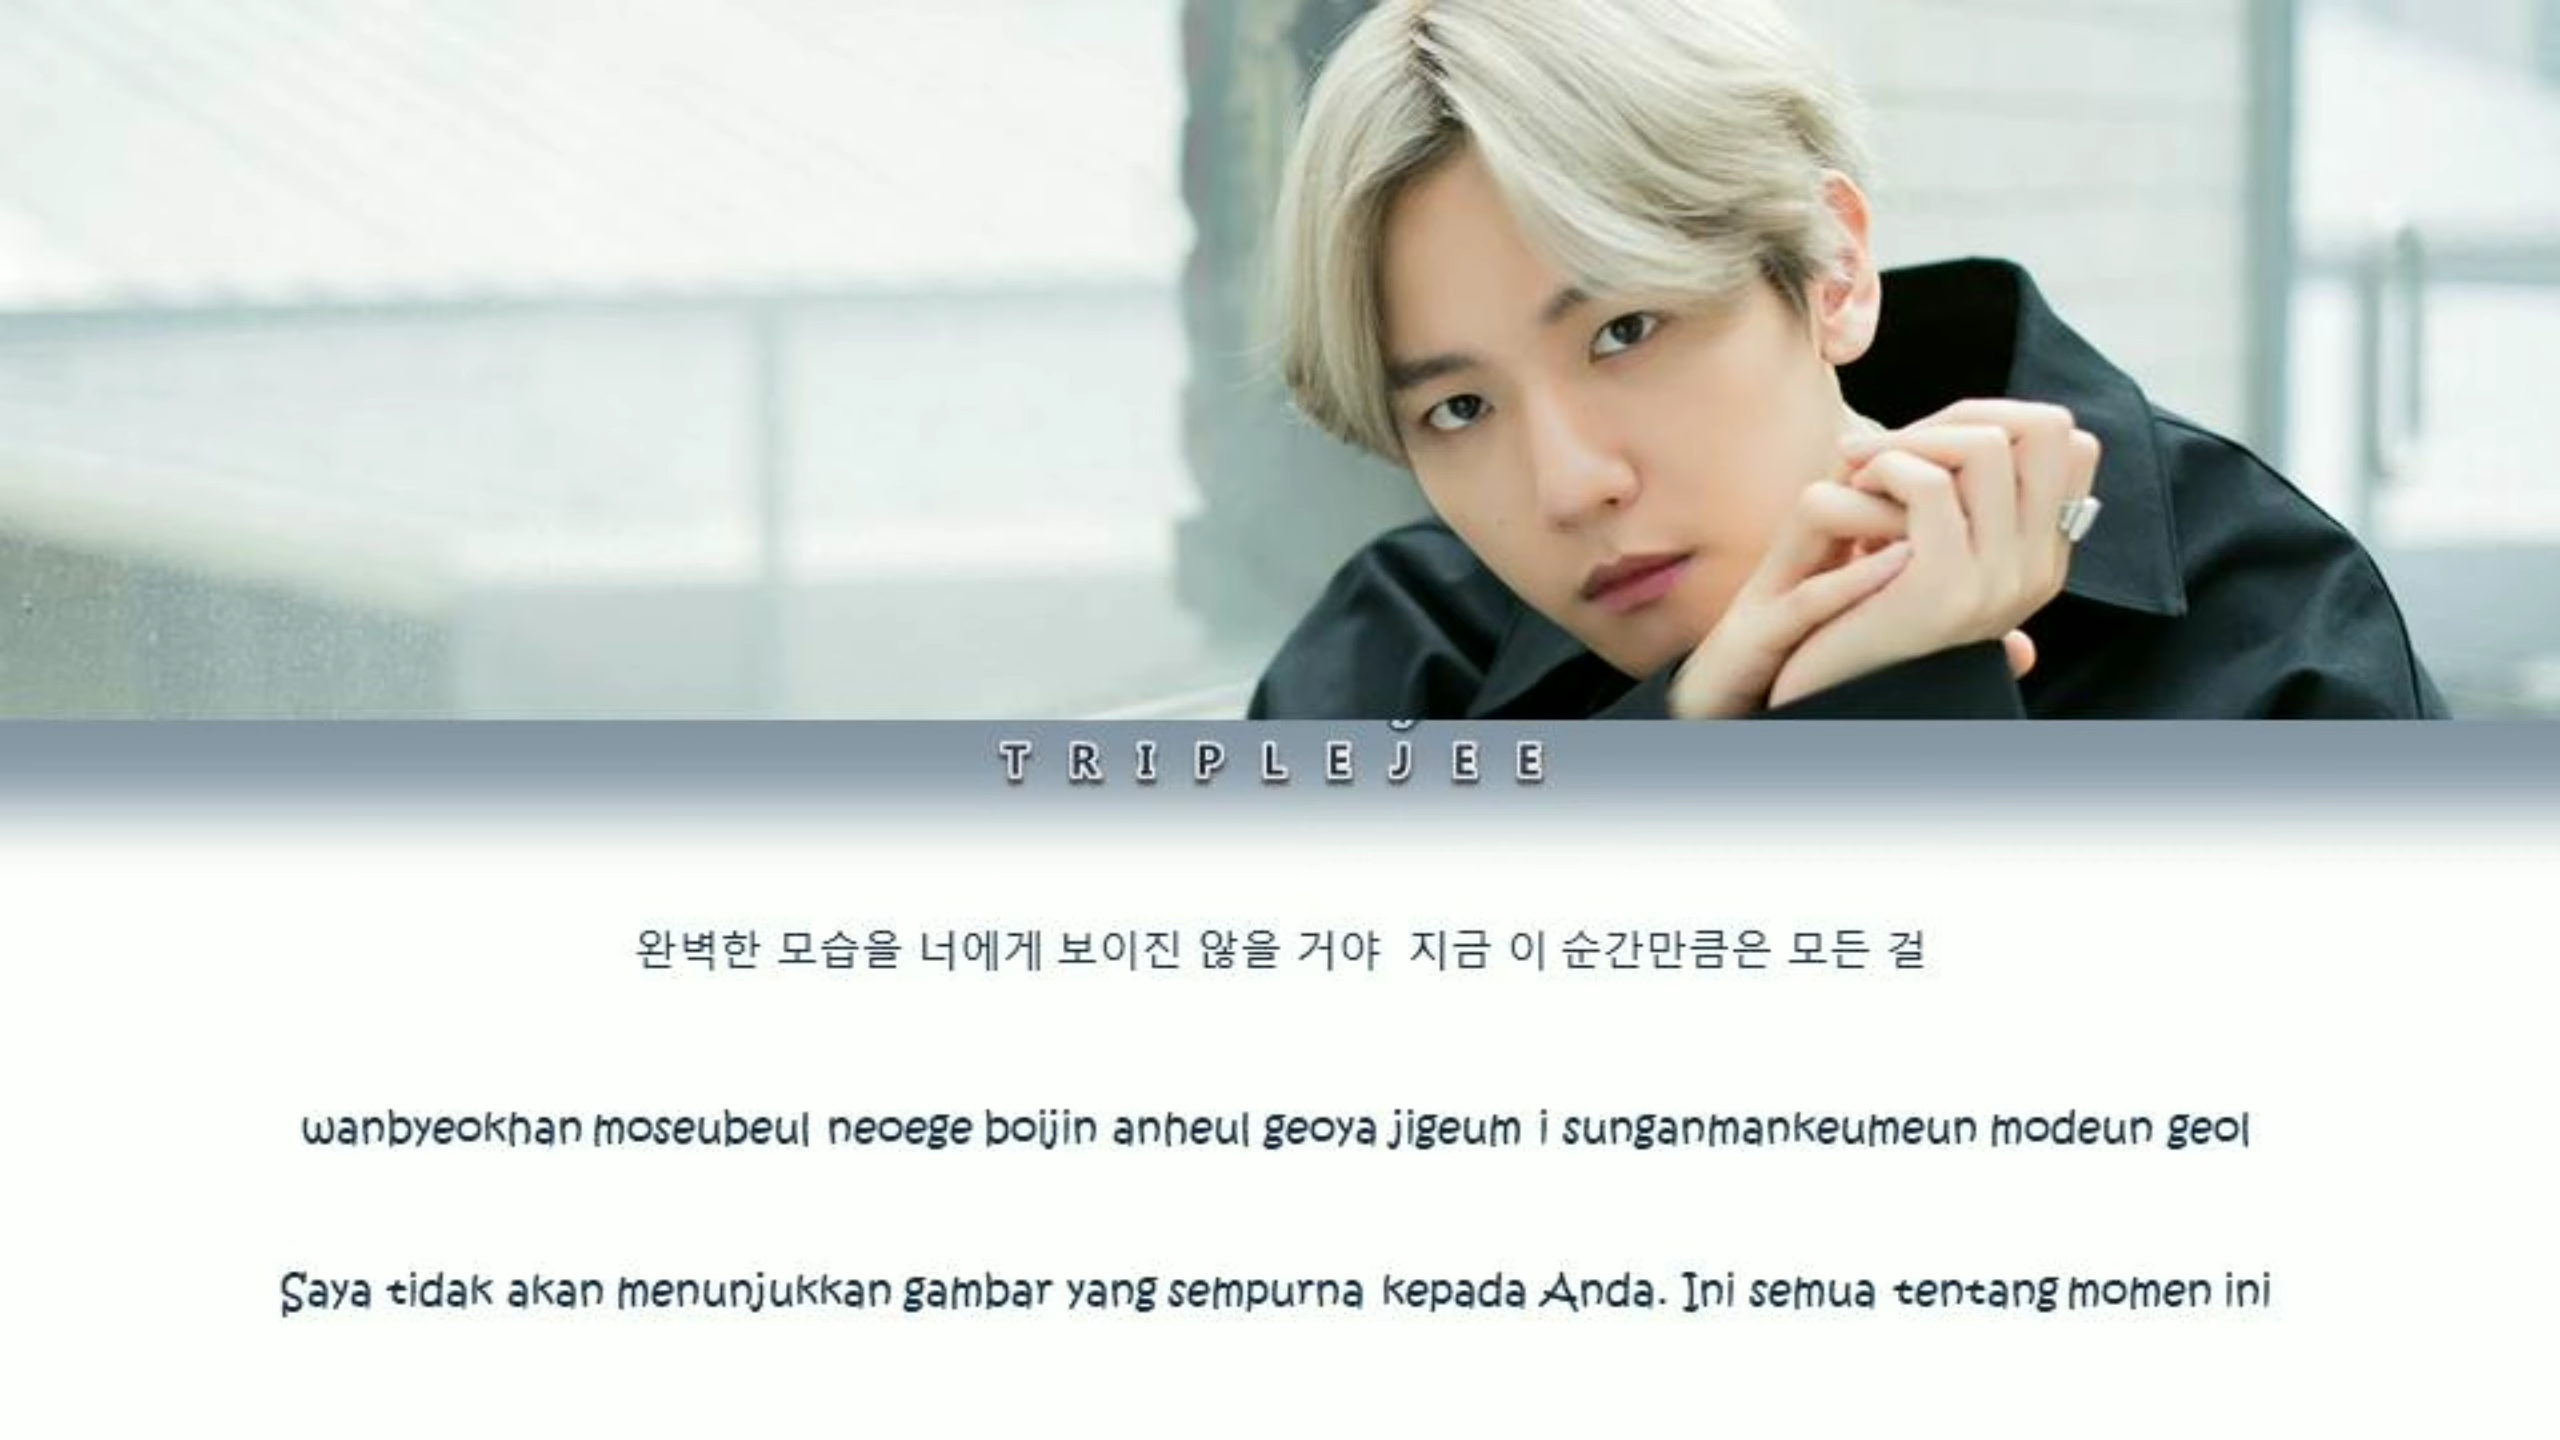 TRIPLEJEE
완벽한 모습을 너에게 보이진 않을 거야 지금 이 순간만큼은 모든 걸
wanbyeokhan moseubeul neoege boijin anheul geoya jigeum i sunganmankeumeun modeun geol
Saya tidak akan menunjukkan gambar yang sempurna kepada Anda. Ini semua tentang momen ini